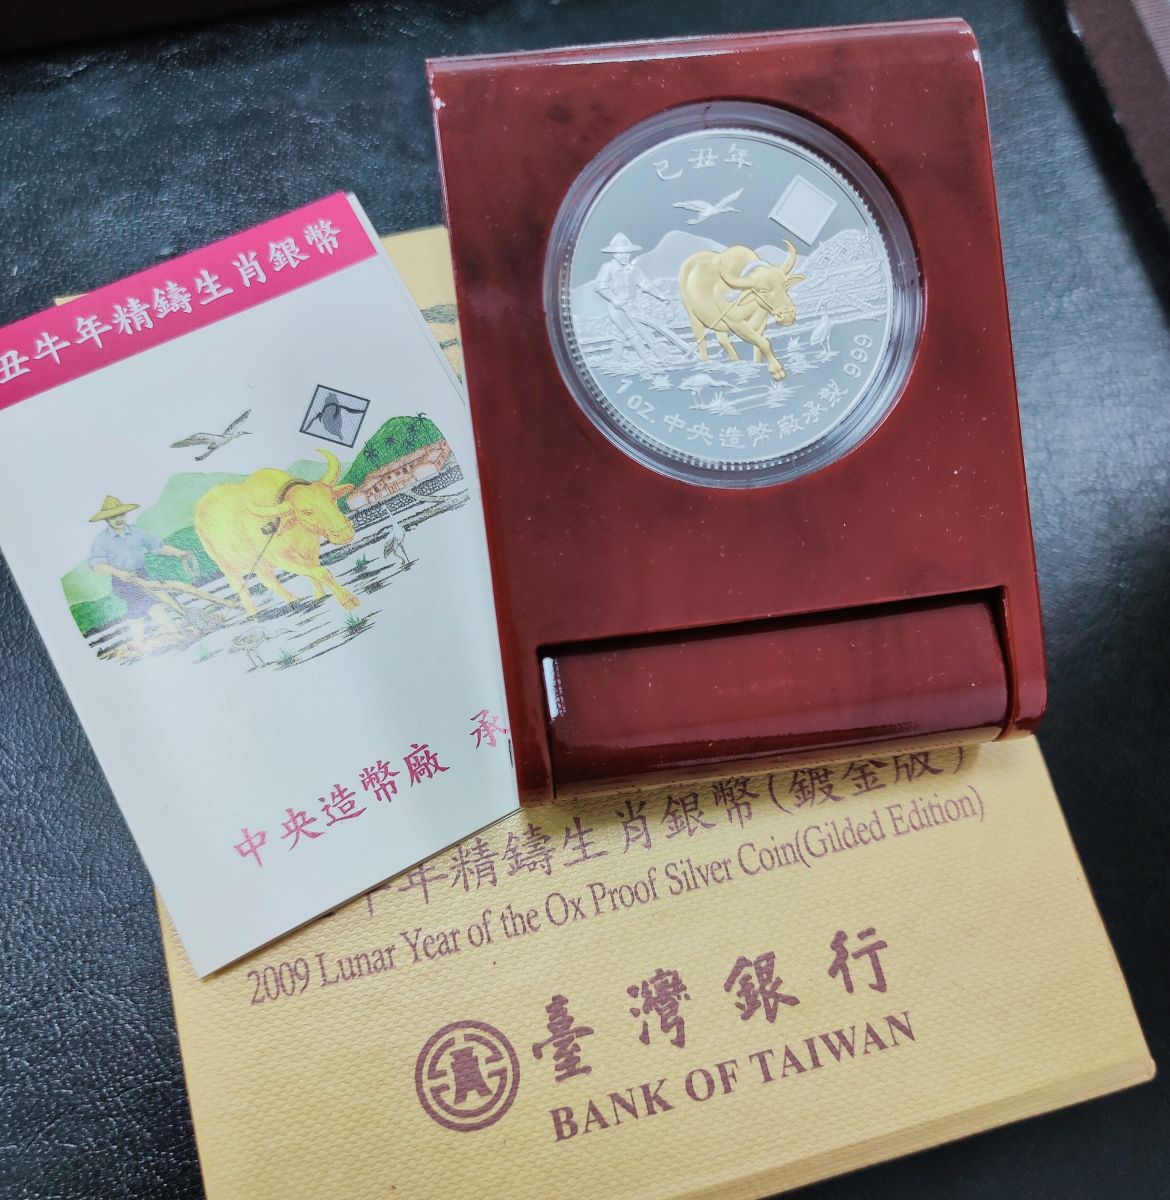 己丑年
1 OZ. 中央造幣廠承製 999
丑牛年精鑄生肖銀幣
中央造幣廠 承
牛年精鑄生肖銀幣(鍍金版)
2009 Lunar Year of the Ox Proof Silver Coin(Gilded Edition)
臺灣銀行
BANK OF TAIWAN